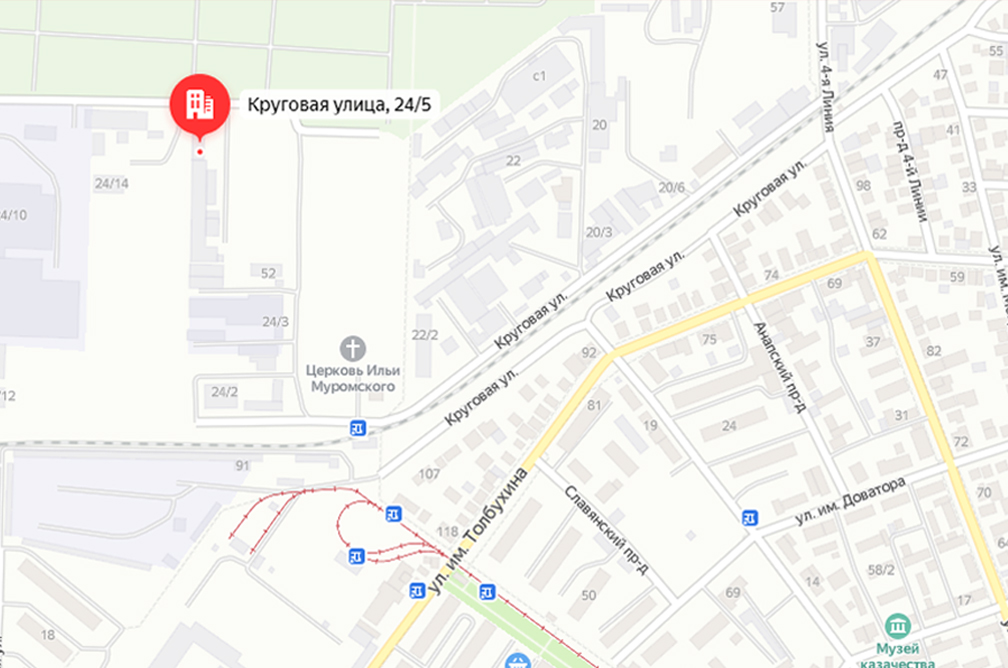 57
55
ул. 4-я Линия
с1
47
Круговая улица, 24/5
20
41
пр-д 4-й Линии
22
24/14
20/6
Круговая ул.
98
33
4/10
20/3
62
ул. им.
Круговая ул.
52
74
69
59
Круговая ул.
24/3
22/2
75
37
Анапский пр-д
92
82
Церковь Ильи
Муромского
24/2
/12
Круговая ул.
81
19
24
31
72
91
107
ул. им. Толбухина
Славянский пр-д
ул. им. Доватора
70
118
64
58/2
14
50
69
17
18
Музей
казачества